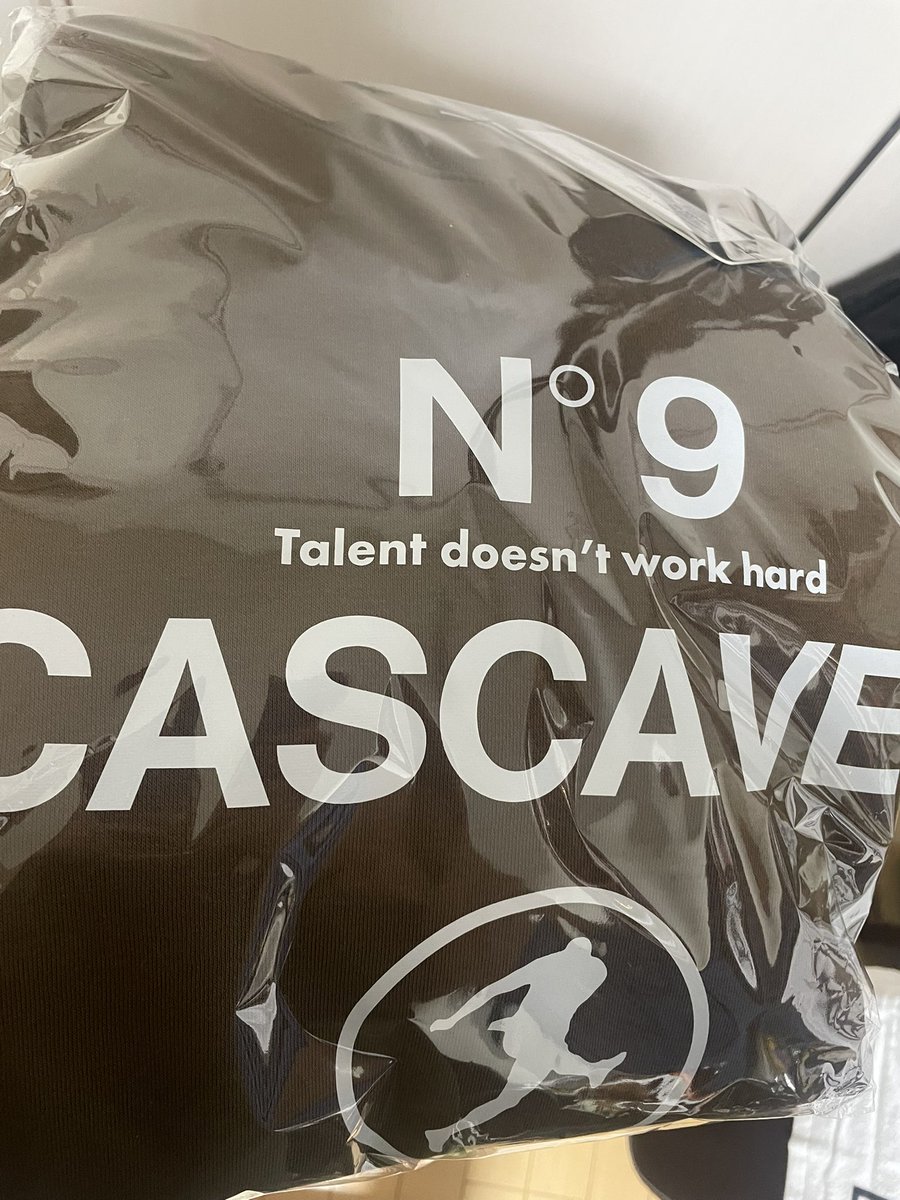 N° 9
Talent doesn't work hard
CASCAVE